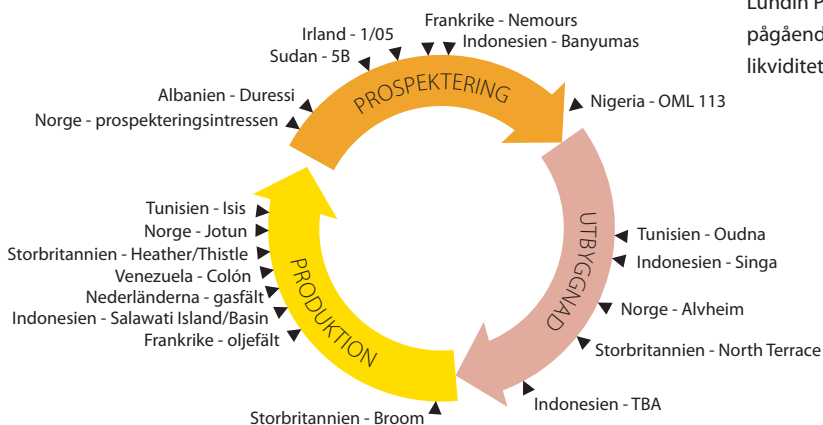 Lundin P
pågåend
likviditet
Frankrike - Nemours
Irland - 1/05
Indonesien - Banyumas
Sudan - 5B
PROSPEKTERING
Albanien - Duressi
Nigeria - OML 113
Norge - prospekteringsintressen
Tunisien - Isis
Norge - Jotun
Storbritannien - Heather/Thistle
Venezuela - Colón
Nederländerna - gasfält
Indonesien - Salawati Island/Basin
Frankrike - oljefält
PRODUKTION
UTBYGGNAD
Tunisien - Oudna
Indonesien - Singa
Norge - Alvheim
Storbritannien - North Terrace
Indonesien - TBA
Storbritannien - Broom